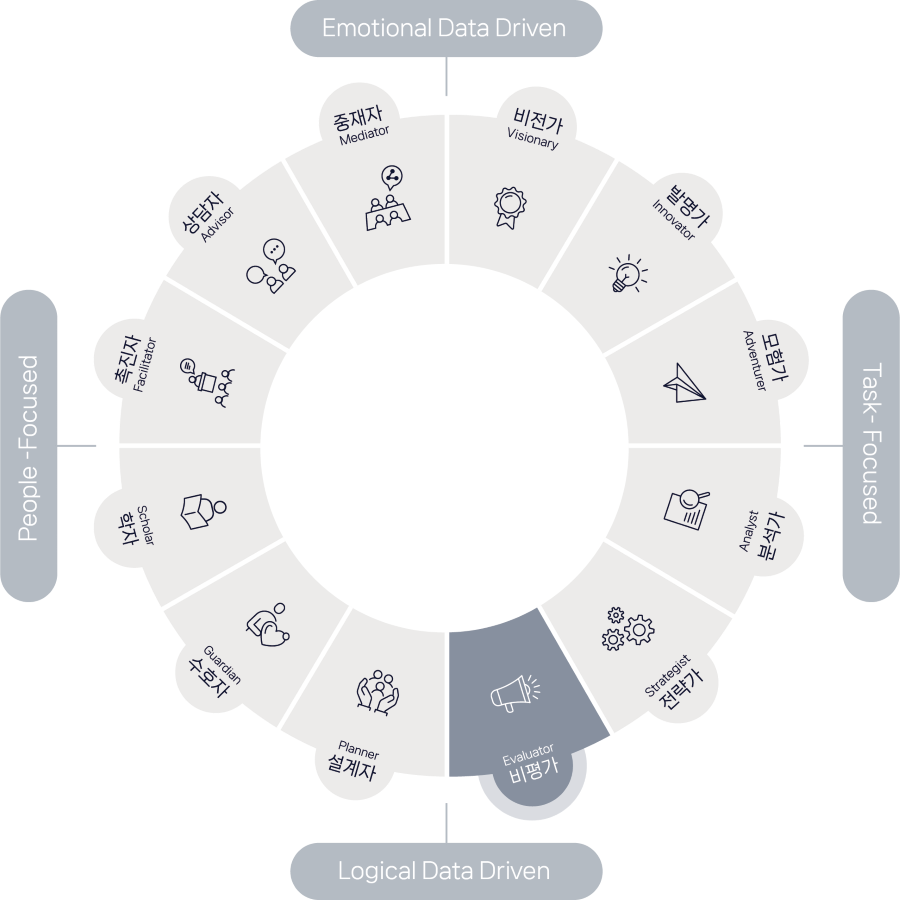 Emotional Data Driven
중재자
Mediator
비전가
Visionary
상담자
Advisor
발명가
Innovator
촉진자
Facilitator
모험가
Adventurer
People -Focused
Task- Focused
Scholar
학자
Analyst
분석가
Guardian
수호자
Strategist
전략가
Planner
설계자
Evaluator
비평가
Logical Data Driven